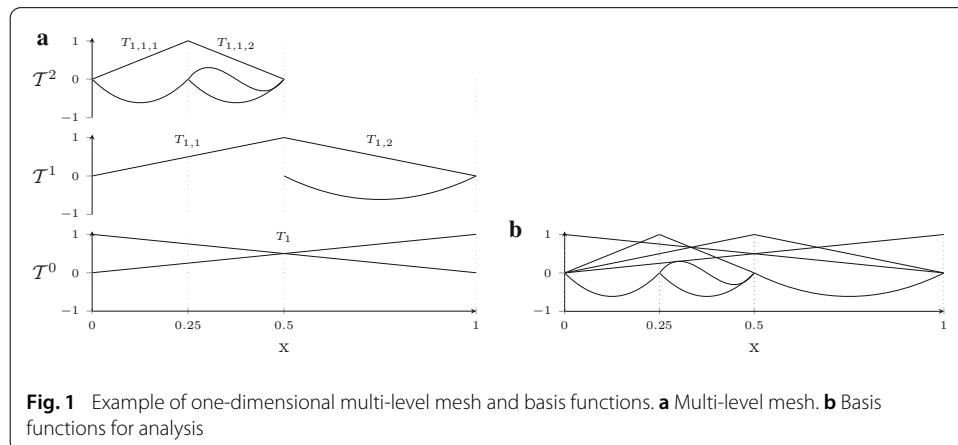 a
1
T1,1,1
T1,1,2
𝒯2
0
−1
1
T1,1
T1,2
𝒯1
0
−1
1
T1
𝒯0
0
−1
0
0.25
0.5
1
x
b
1
0
−1
0
0.25
0.5
1
x
Fig. 1 Example of one-dimensional multi-level mesh and basis functions. a Multi-level mesh. b Basis
functions for analysis